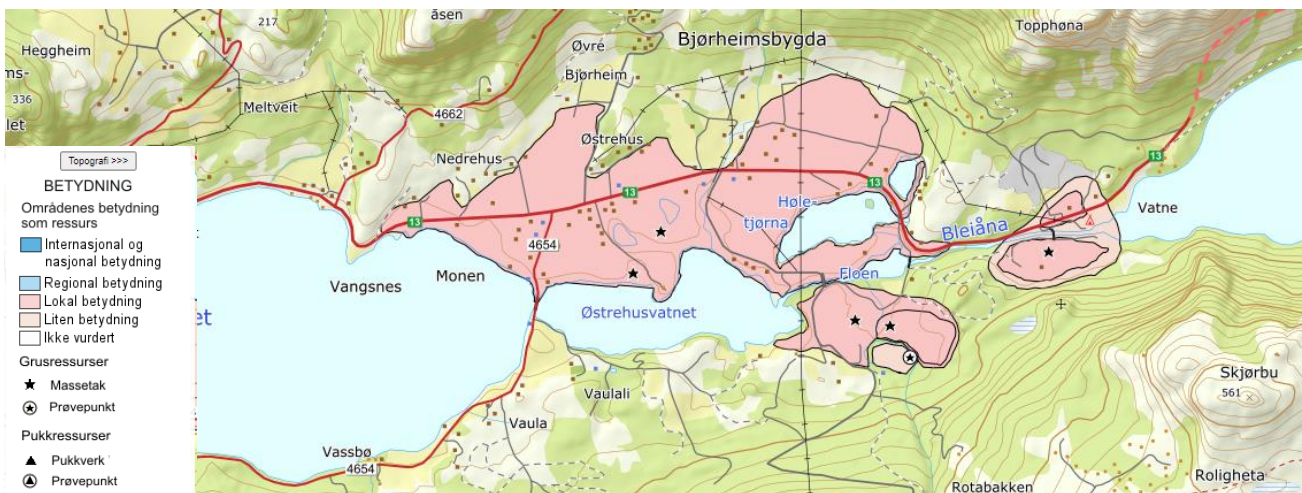 åsen
217
Heggheim
ms-
336
let
Meltveit
4662
Øvre
Bjørheim
Bjørheimsbygda
Topphøna
Østrehus
Nedrehus
13
13
13
13
Høle-
tjørna
Bleiåna
Vatne
4654
Monen
Vangsnes
Floen
Østrehusvatnet
et
Skjørbu
561
Vaulali
Vaula
Vassbø
4654
Roligheta
Rotabakken
Topografi >>>
BETYDNING
Områdenes betydning
som ressurs
Internasjonal og
nasjonal betydning
Regional betydning
Lokal betydning
Liten betydning
Ikke vurdert
Grusressurser
Massetak
Prøvepunkt
Pukkressurser
Pukkverk
Prøvepunkt